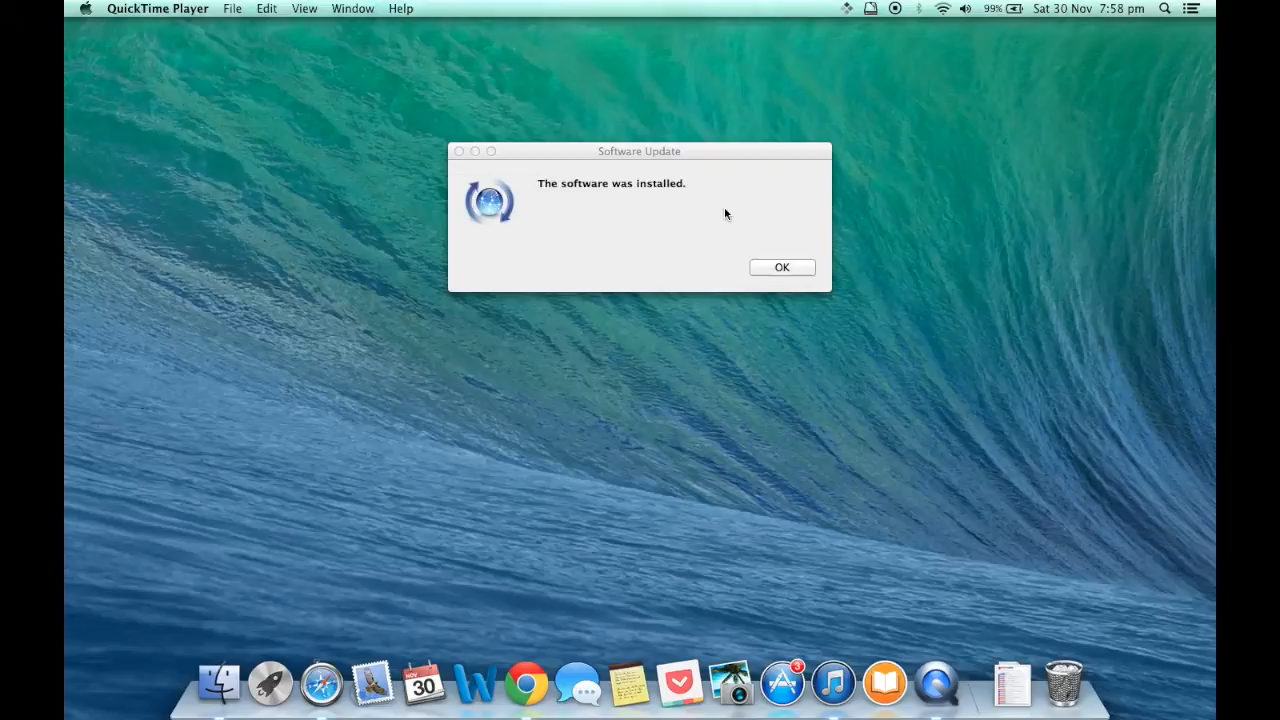 QuickTime Player File Edit View Window Help 99% Sat 30 Nov 7:58 pm
Software Update
The software was installed.
OK
NOV
30
W
3